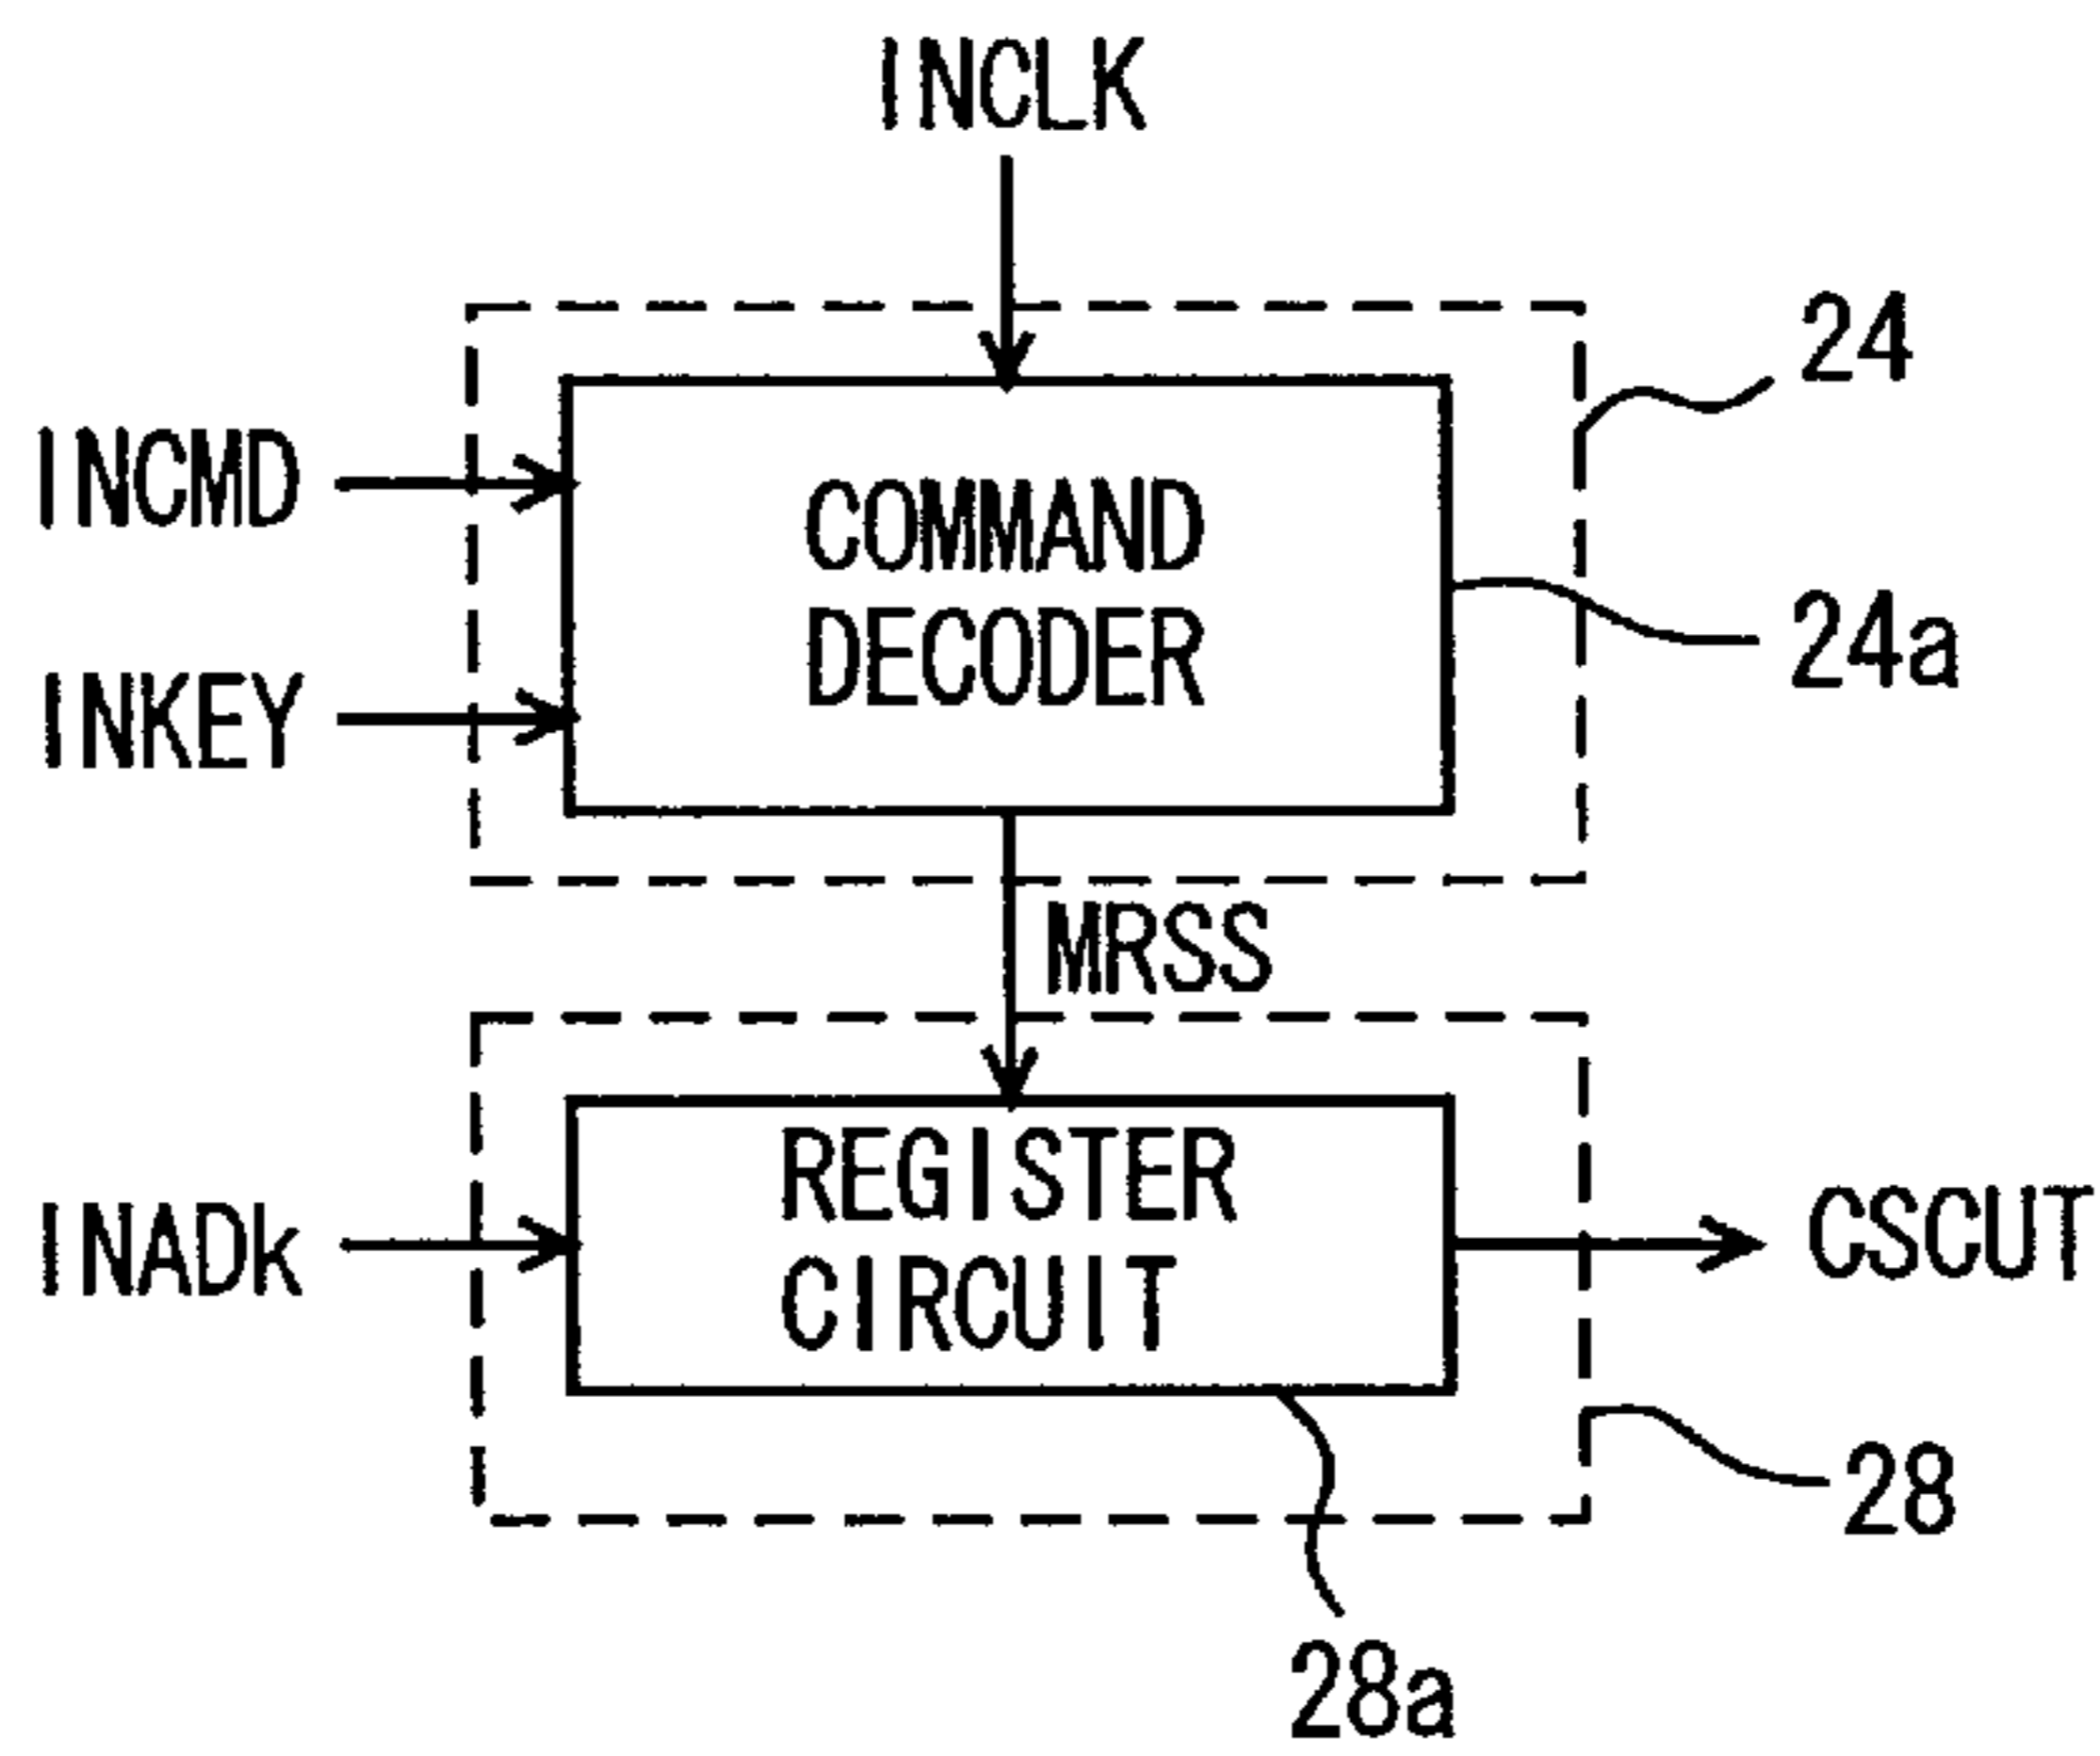 INCLK
24
INCMD
COMMAND
DECODER
24a
INKEY
MRSS
REGISTER
CIRCUIT
INADk
CSCUT
28
28a